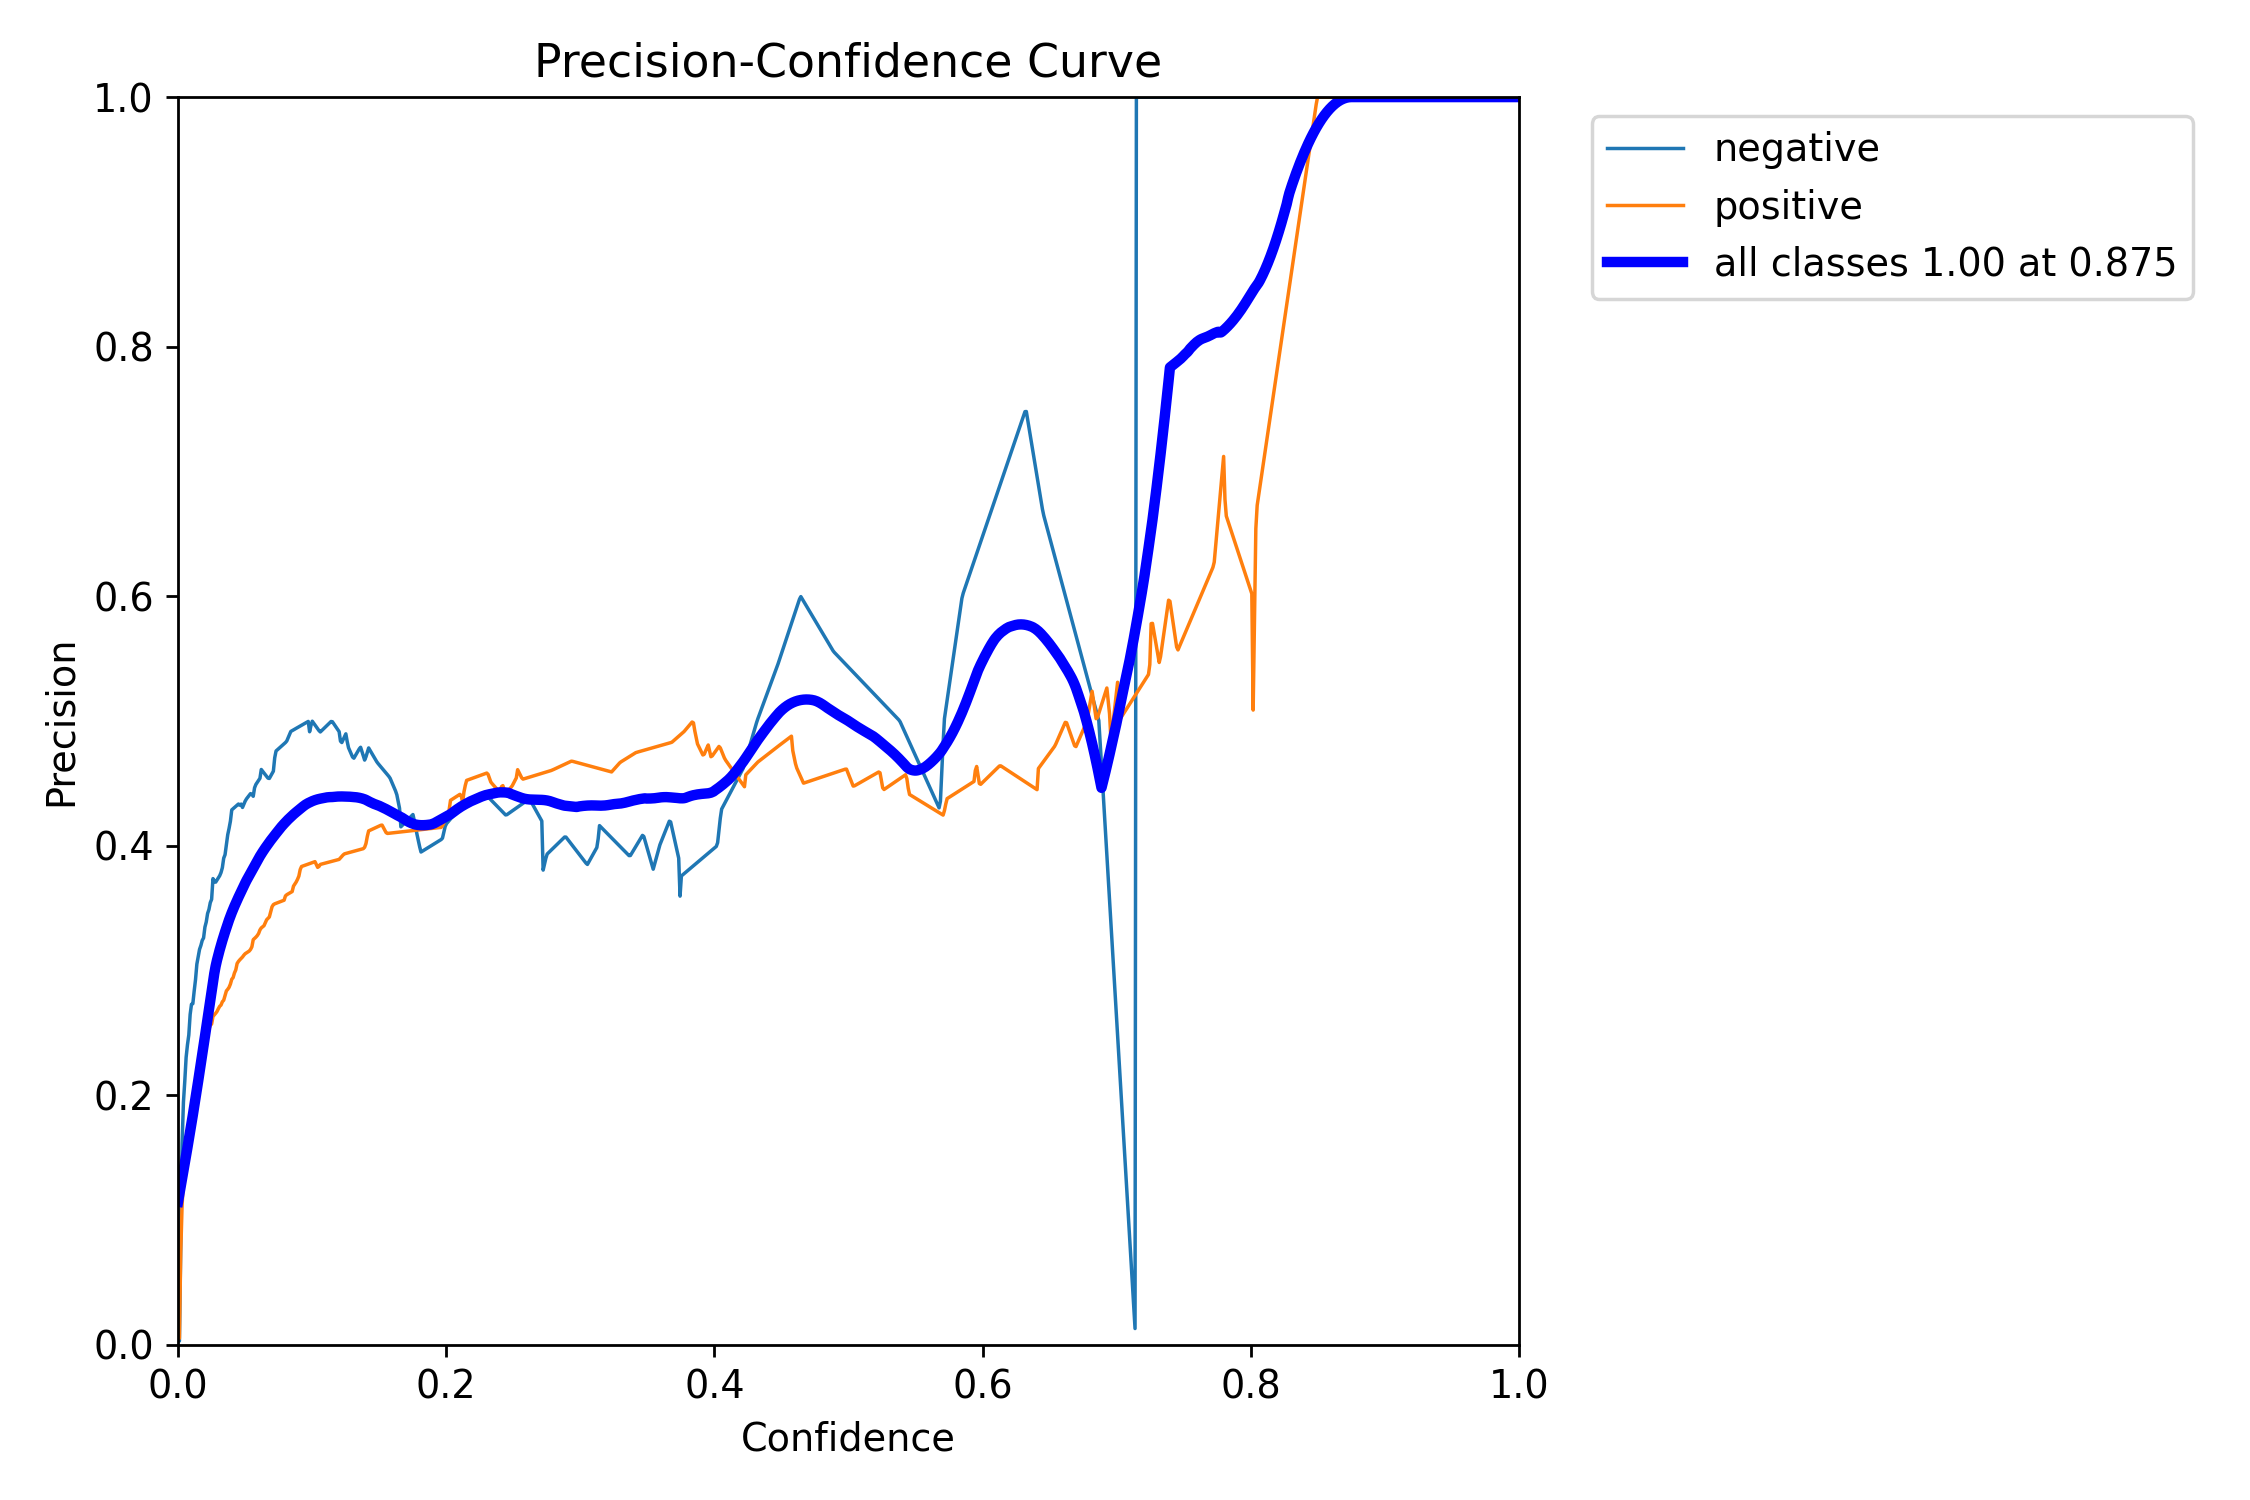 Precision-Confidence Curve
1.0
0.8
0.6
0.4
0.2
0.0
Precision
0.0 0.2 0.4 0.6 0.8 1.0
Confidence
negative
positive
all classes 1.00 at 0.875